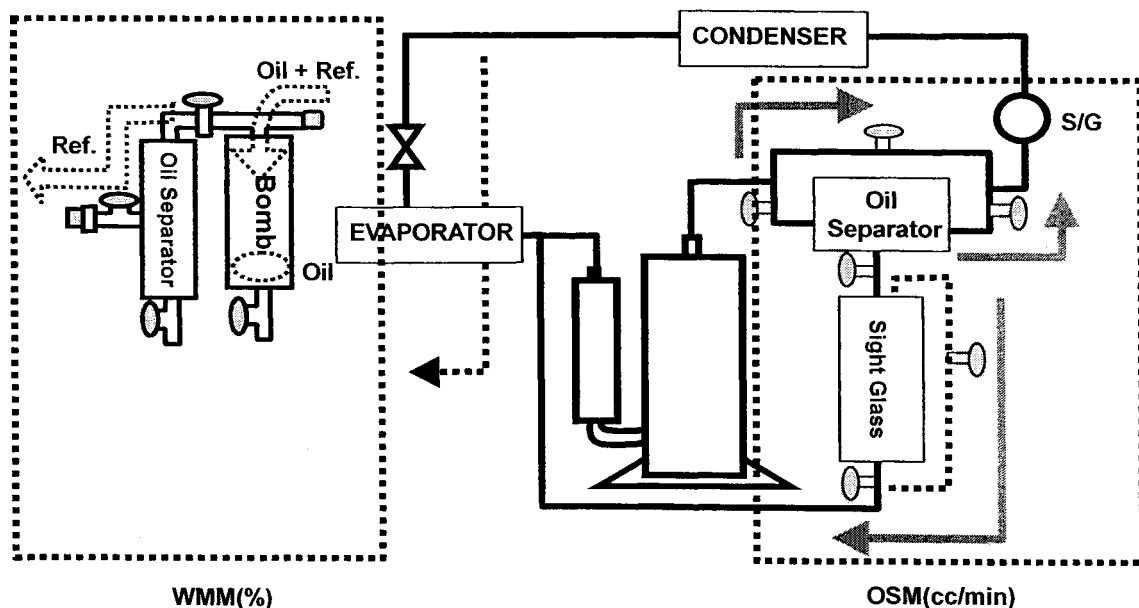 CONDENSER
Oil + Ref.
Ref.
Oil Separator
Bomb
Oil
EVAPORATOR
S/G
Oil
Separator
Sight Glass
WMM(%)
OSM(cc/min)